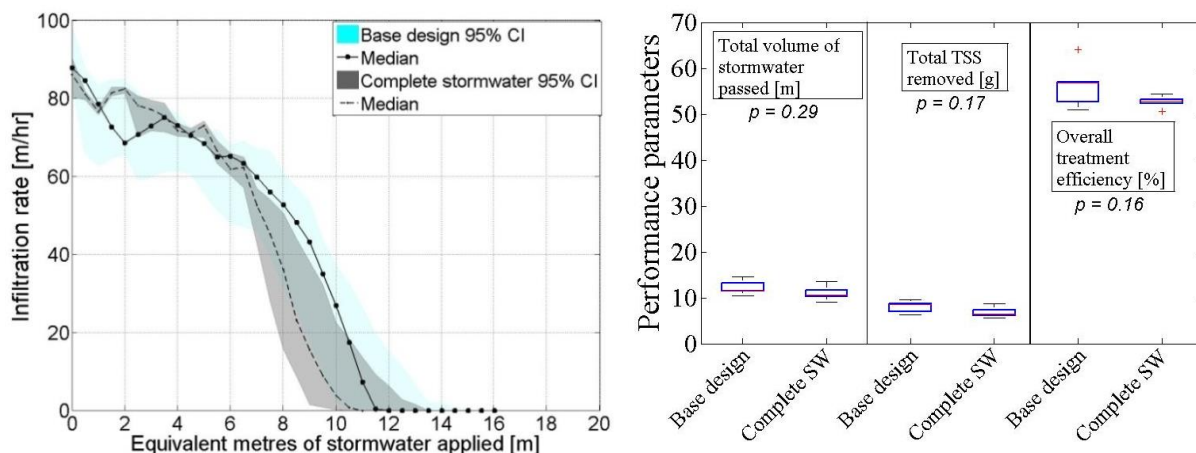 Infiltration rate [m/hr]
100
80
60
40
20
0
0 2 4 6 8 10 12 14 16 18 20
Equivalent metres of stormwater applied [m]
Base design 95% CI
Median
Complete stormwater 95% CI
Median
Performance parameters
70
60
50
40
30
20
10
0
Total volume of
stormwater
passed [m]
p = 0.29
Total TSS
removed [g]
p = 0.17
Overall
treatment
efficiency [%]
p = 0.16
Base design
Complete SW
Base design
Complete SW
Base design
Complete SW